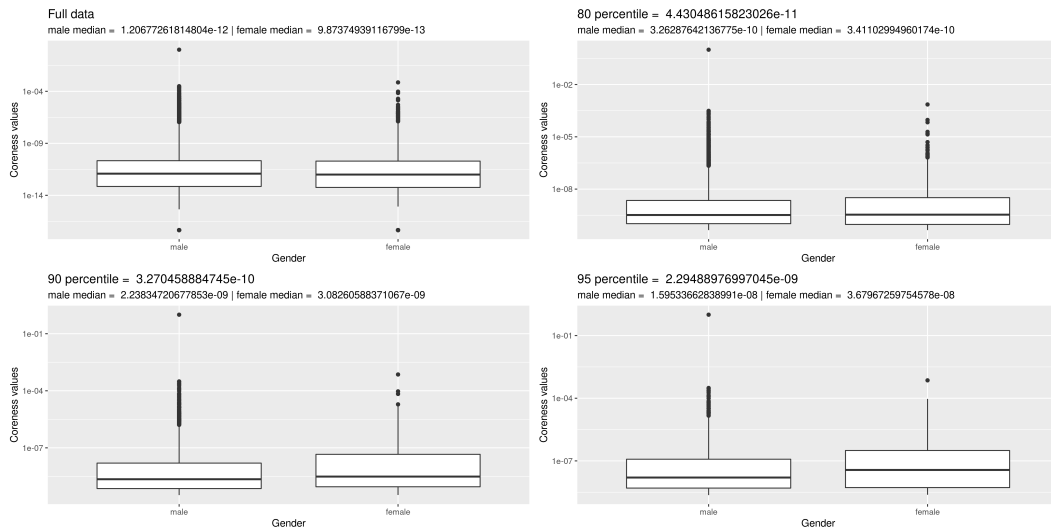 Full data
male median = 1.20677261814804e-12 | female median = 9.87374939116799e-13
Coreness values
1e-04
1e-09
1e-14
male
female
Gender
80 percentile = 4.43048615823026e-11
male median = 3.26287642136775e-10 | female median = 3.41102994960174e-10
Coreness values
1e-02
1e-05
1e-08
male
female
Gender
90 percentile = 3.270458884745e-10
male median = 2.23834720677853e-09 | female median = 3.08260588371067e-09
Coreness values
1e-01
1e-04
1e-07
male
female
Gender
95 percentile = 2.29488976997045e-09
male median = 1.59533662838991e-08 | female median = 3.67967259754578e-08
Coreness values
1e-01
1e-04
1e-07
male
female
Gender